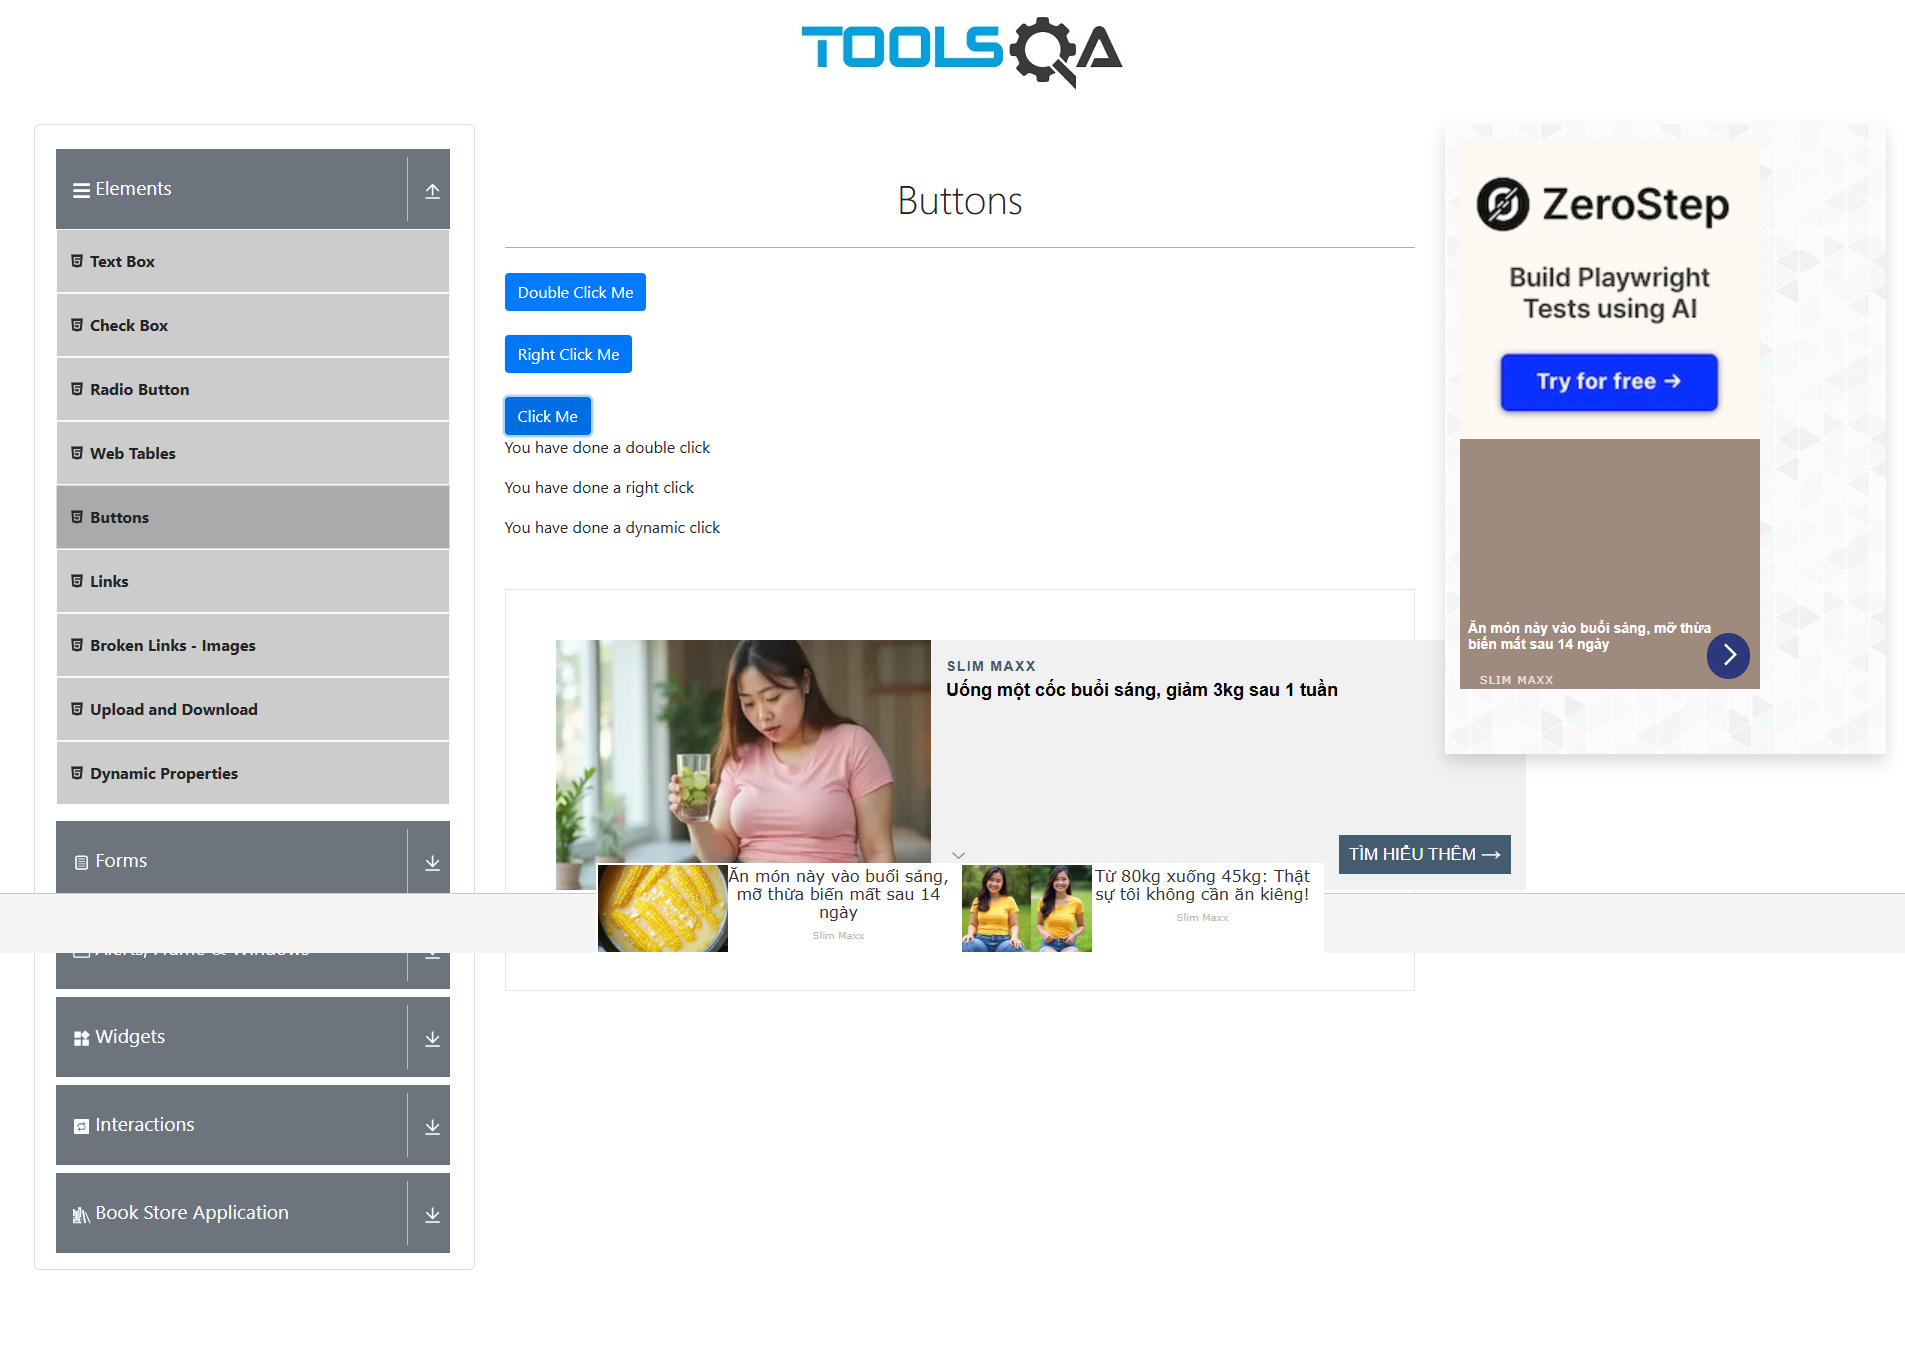 TOOLSQA
Elements
Text Box
Check Box
Radio Button
Web Tables
Buttons
Links
Broken Links - Images
Upload and Download
Dynamic Properties
Forms
Alerts, Frame & Windows
Widgets
Interactions
Book Store Application
Buttons
Double Click Me
Right Click Me
Click Me
You have done a double click
You have done a right click
You have done a dynamic click
SLIM MAXX
Uống một cốc buổi sáng, giảm 3kg sau 1 tuần
TÌM HIỂU THÊM →
Ăn món này vào buổi sáng,
mỡ thừa biến mất sau 14
ngày
Slim Maxx
Từ 80kg xuống 45kg: Thật
sự tôi không cần ăn kiêng!
Slim Maxx
ZeroStep
Build Playwright
Tests using AI
Try for free →
Ăn món này vào buổi sáng, mỡ thừa
biến mất sau 14 ngày
SLIM MAXX